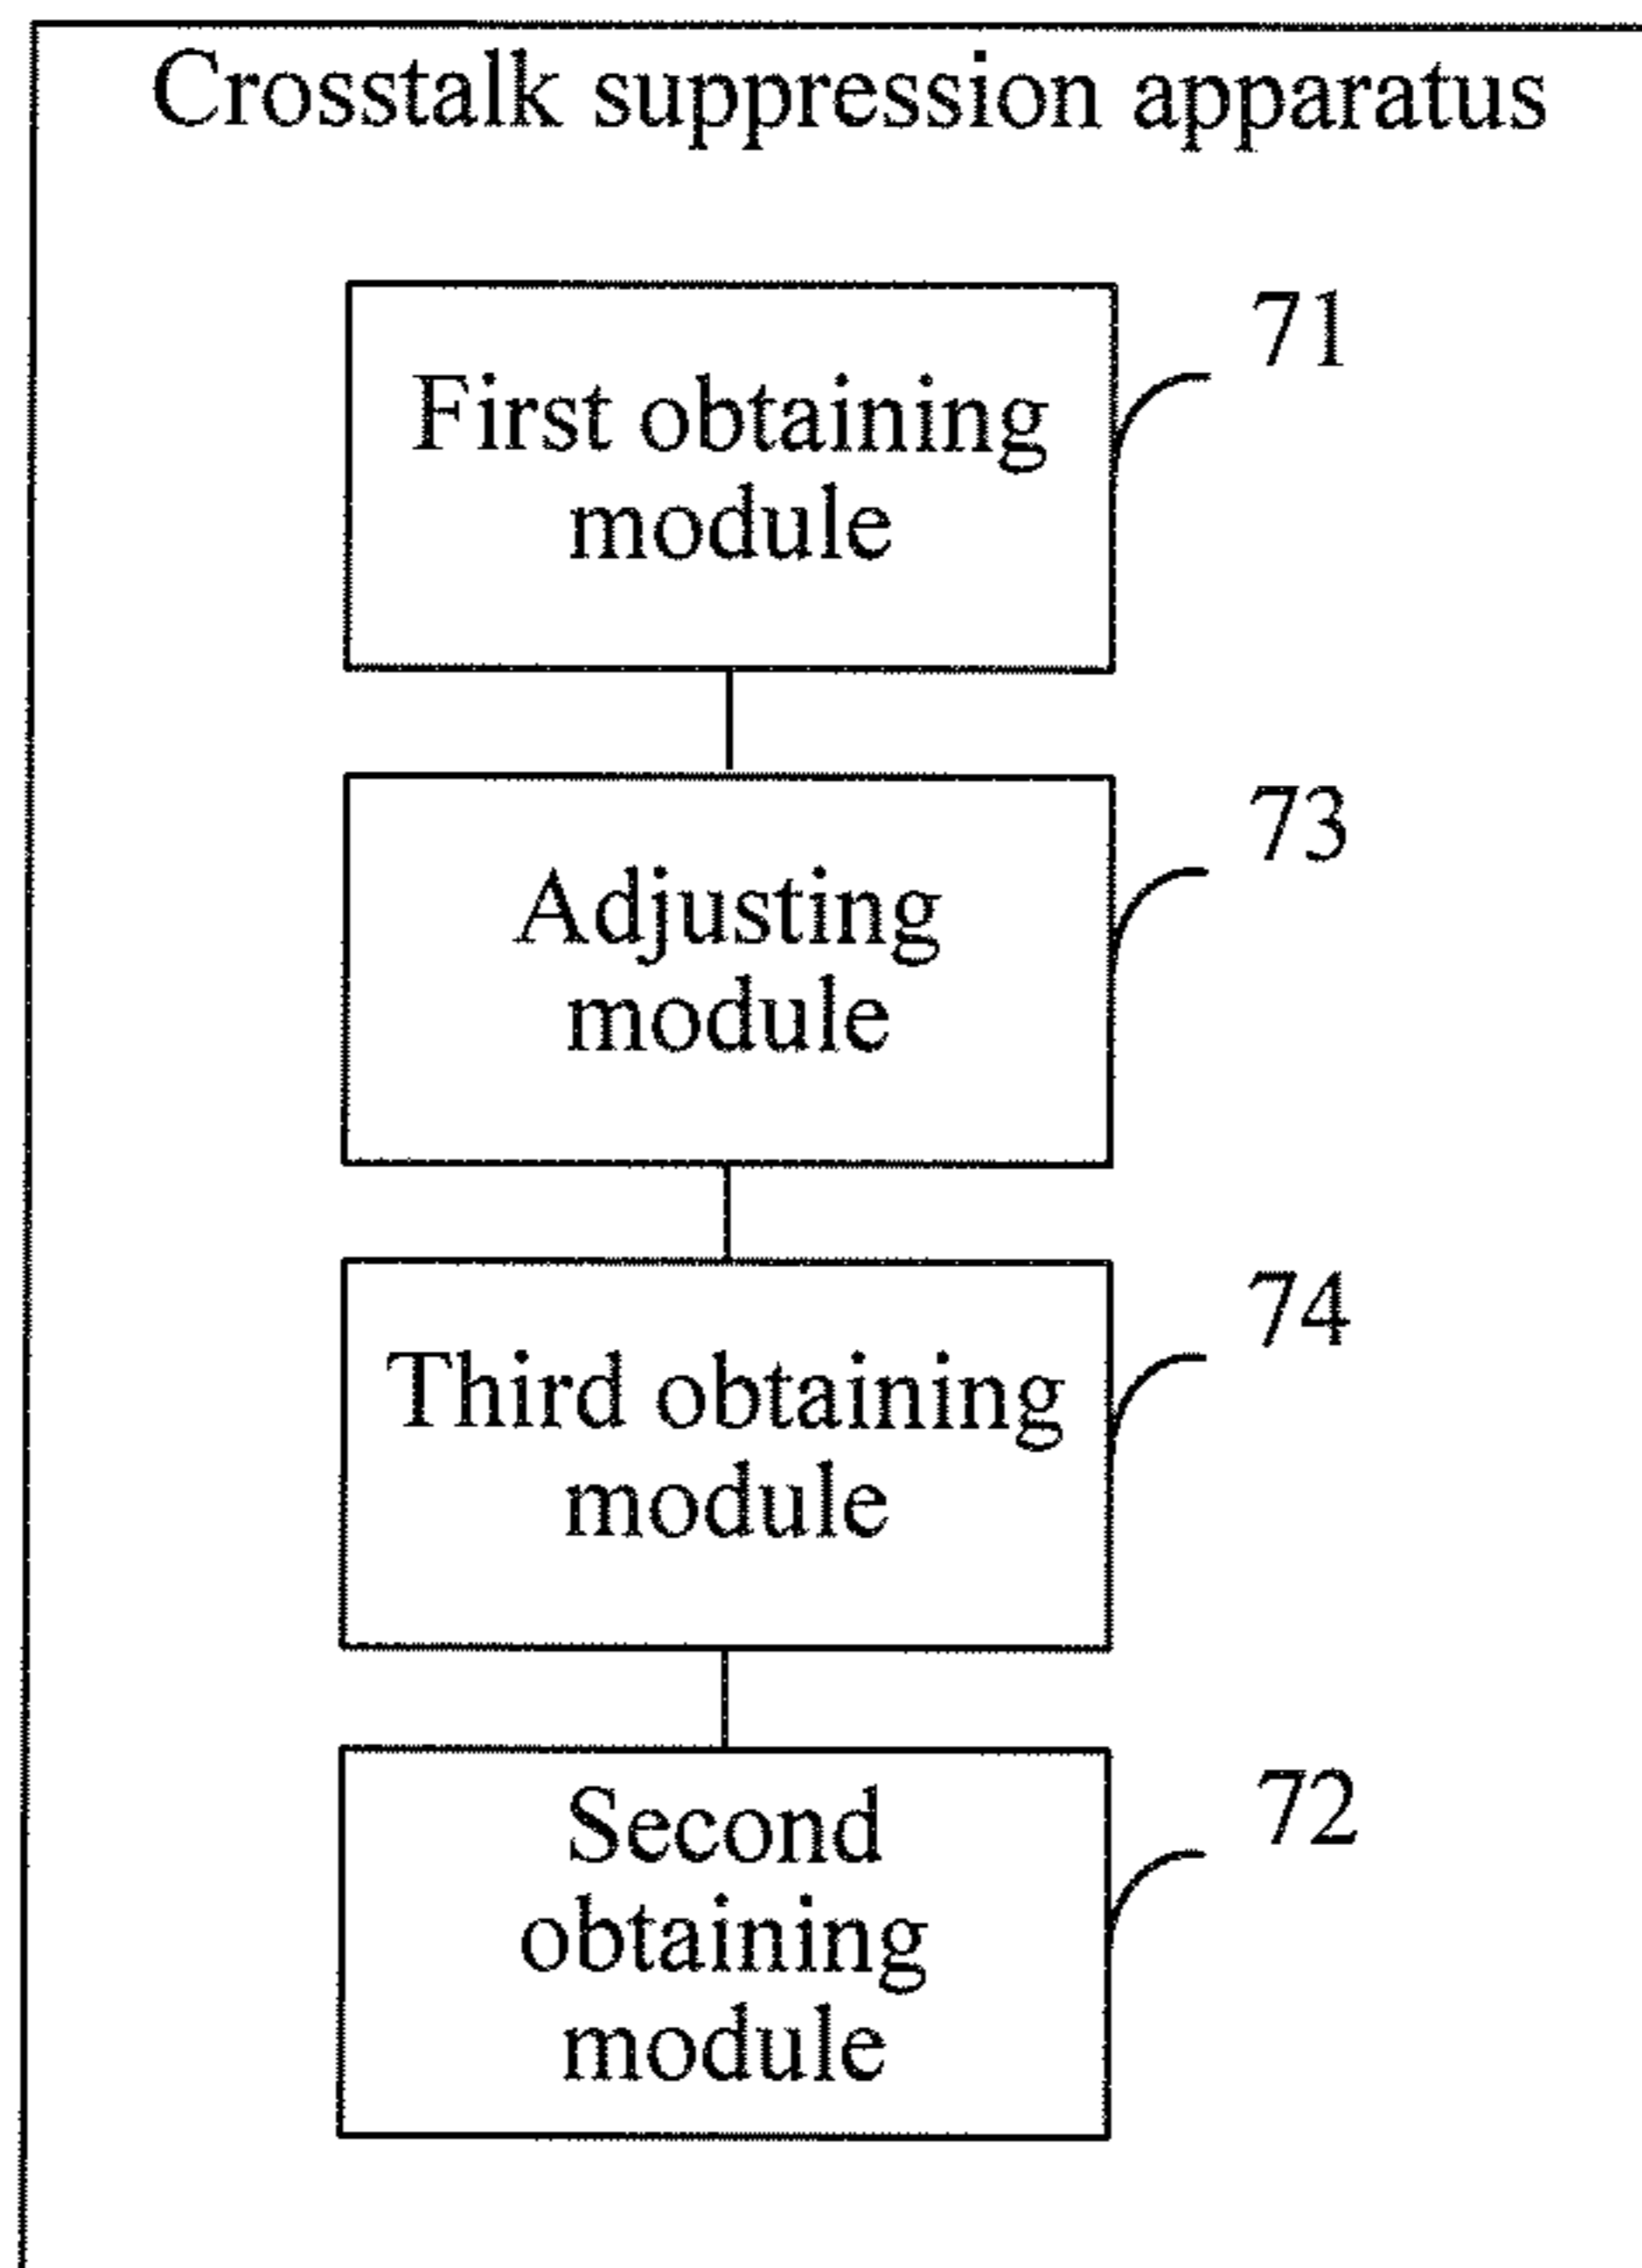 Crosstalk suppression apparatus
71
First obtaining
module
73
Adjusting
module
74
Third obtaining
module
72
Second
obtaining
module